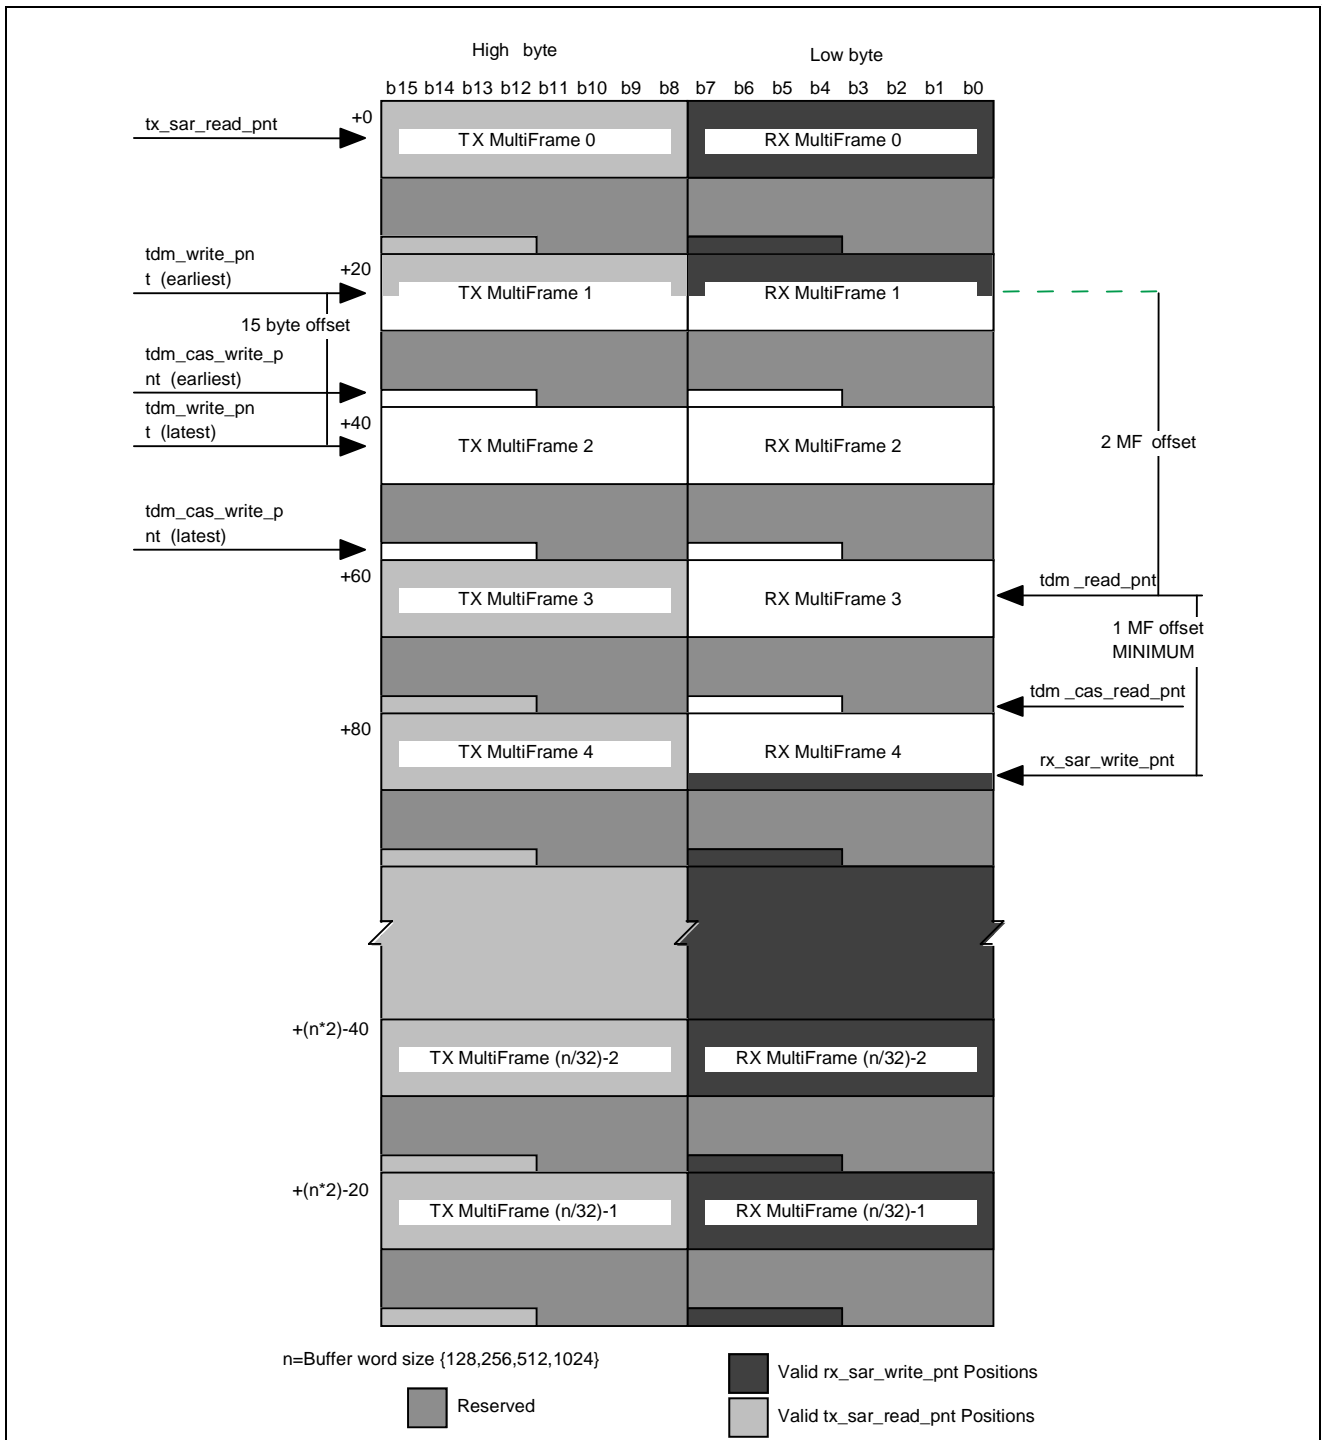 High byte
Low byte
b15 b14 b13 b12 b11 b10 b9 b8 b7 b6 b5 b4 b3 b2 b1 b0
tx_sar_read_pnt
+0
TX MultiFrame 0
RX MultiFrame 0
tdm_write_pn
t (earliest)
+20
TX MultiFrame 1
RX MultiFrame 1
15 byte offset
tdm_cas_write_p
nt (earliest)
tdm_write_pn
t (latest)
+40
TX MultiFrame 2
RX MultiFrame 2
2 MF offset
tdm_cas_write_p
nt (latest)
+60
TX MultiFrame 3
RX MultiFrame 3
tdm _read_pnt
1 MF offset
MINIMUM
tdm _cas_read_pnt
+80
TX MultiFrame 4
RX MultiFrame 4
rx_sar_write_pnt
+(n*2)-40
TX MultiFrame (n/32)-2
RX MultiFrame (n/32)-2
+(n*2)-20
TX MultiFrame (n/32)-1
RX MultiFrame (n/32)-1
n=Buffer word size {128,256,512,1024}
Reserved
Valid rx_sar_write_pnt Positions
Valid tx_sar_read_pnt Positions